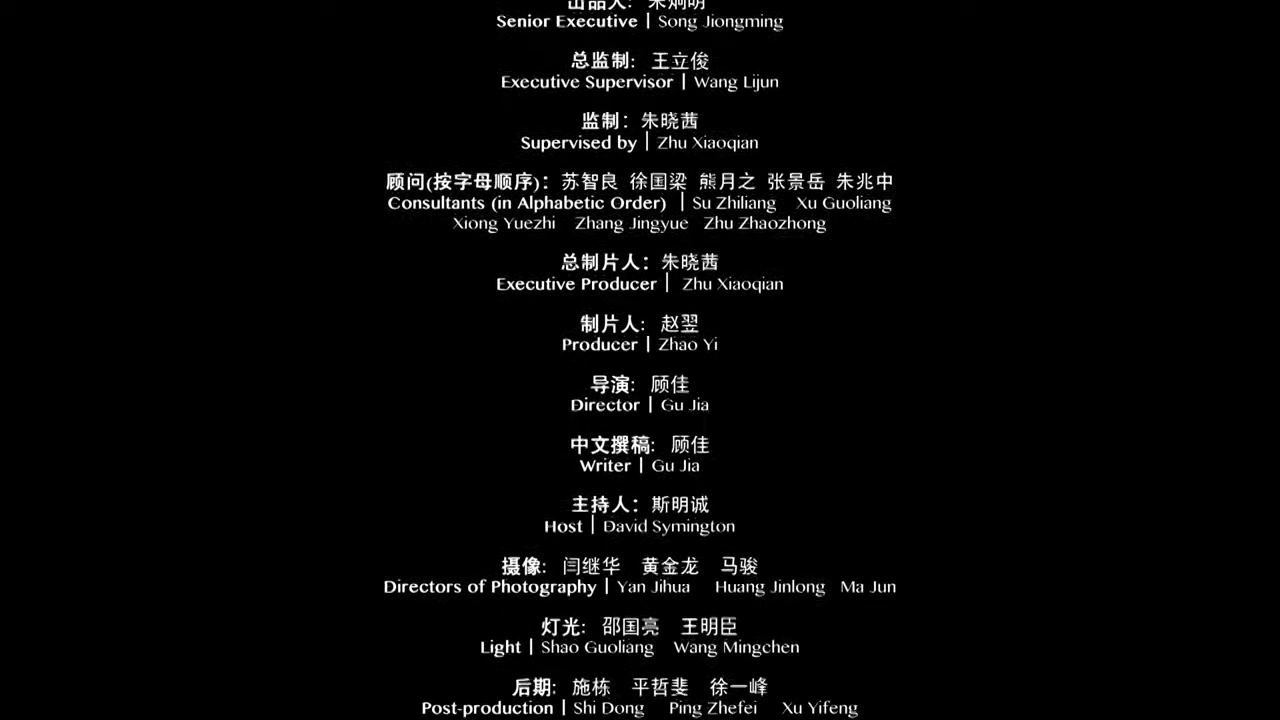 出品人: 宋炯明
Senior Executive | Song Jiongming
总监制: 王立俊
Executive Supervisor | Wang Lijun
监制: 朱晓茜
Supervised by | Zhu Xiaoqian
顾问(按字母顺序): 苏智良 徐国梁 熊月之 张景岳 朱兆中
Consultants (in Alphabetic Order) | Su Zhiliang Xu Guoliang
Xiong Yuezhi Zhang Jingyue Zhu Zhaozhong
总制片人: 朱晓茜
Executive Producer | Zhu Xiaoqian
制片人: 赵翌
Producer | Zhao Yi
导演: 顾佳
Director | Gu Jia
中文撰稿: 顾佳
Writer | Gu Jia
主持人: 斯明诚
Host | David Symington
摄像: 闫继华 黄金龙 马骏
Directors of Photography | Yan Jihua Huang Jinlong Ma Jun
灯光: 邵国亮 王明臣
Light | Shao Guoliang Wang Mingchen
后期: 施栋 平哲斐 徐一峰
Post-production | Shi Dong Ping Zhefei Xu Yifeng